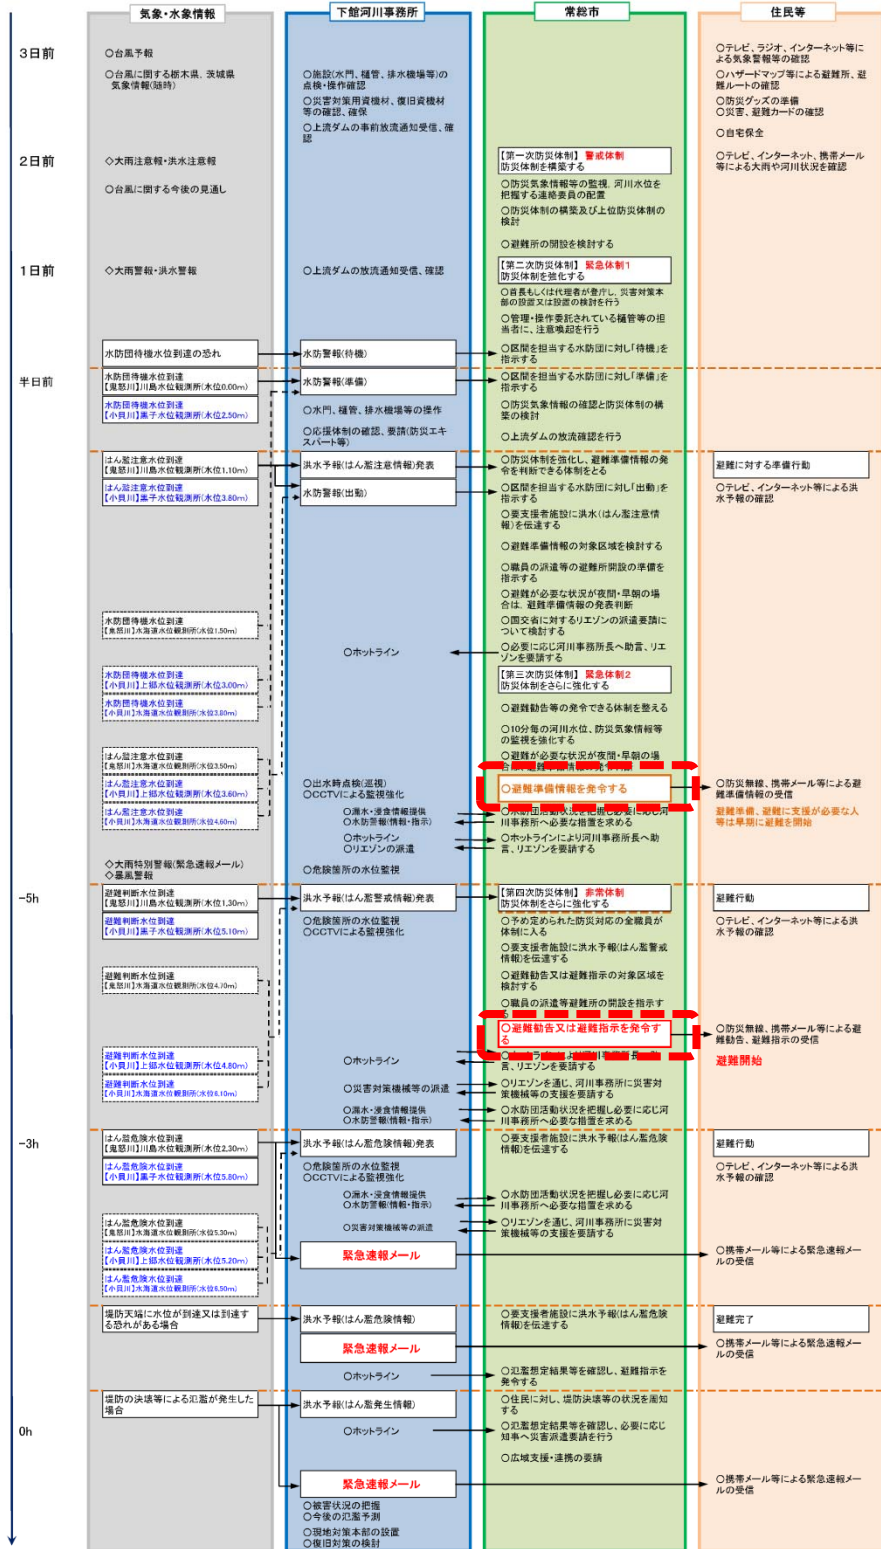 気象・水象情報
下館河川事務所
常総市
住民等
3日前
○台風予報
○台風に関する栃木県、茨城県
気象情報(随時)
○施設(水門、樋管、排水機場等)の
点検・操作確認
○災害対策用資機材、復旧資機材
等の確認、確保
○上流ダムの事前放流通知受信、確
認
○テレビ、ラジオ、インターネット等に
よる気象警報等の確認
○ハザードマップ等による避難所、避
難ルートの確認
○防災グッズの準備
○災害、避難カードの確認
○自宅保全
2日前
◇大雨注意報・洪水注意報
○台風に関する今後の見通し
【第一次防災体制】 警戒体制
防災体制を構築する
○防災気象情報等の監視、河川水位を
把握する連絡要員の配置
○防災体制の構築及び上位防災体制の
検討
○避難所の開設を検討する
○テレビ、インターネット、携帯メール
等による大雨や河川状況を確認
1日前
◇大雨警報・洪水警報
○上流ダムの放流通知受信、確認
【第二次防災体制】 緊急体制1
防災体制を強化する
○首長もしくは代理者が登庁し、災害対策本
部の設置又は設置の検討を行う
○管理・操作委託されている樋管等の担
当者に、注意喚起を行う
水防団待機水位到達の恐れ
水防警報(待機)
○区間を担当する水防団に対し「待機」を
指示する
半日前
水防団待機水位到達
【鬼怒川】川島水位観測所(水位0.00m)
水防団待機水位到達
【小貝川】黒子水位観測所(水位2.50m)
水防警報(準備)
○水門、樋管、排水機場等の操作
○応援体制の確認、要請(防災エキ
スパート等)
○区間を担当する水防団に対し「準備」を
指示する
○防災気象情報の確認と防災体制の構
築の検討
○上流ダムの放流確認を行う
はん濫注意水位到達
【鬼怒川】川島水位観測所(水位1.10m)
はん濫注意水位到達
【小貝川】黒子水位観測所(水位3.80m)
洪水予報(はん濫注意情報)発表
水防警報(出動)
○防災体制を強化し、避難準備情報の発
令を判断できる体制をとる
○区間を担当する水防団に対し「出動」を
指示する
○要支援者施設に洪水(はん濫注意情
報)を伝達する
○避難準備情報の対象区域を検討する
○職員の派遣等の避難所開設の準備を
指示する
○避難が必要な状況が夜間・早朝の場
合は、避難準備情報の発表判断
○国交省に対するリエゾンの派遣要請に
ついて検討する
○必要に応じ河川事務所長へ助言、リエ
ゾンを要請する
避難に対する準備行動
○テレビ、インターネット等による洪
水予報の確認
水防団待機水位到達
【鬼怒川】水海道水位観測所(水位1.50m)
○ホットライン
水防団待機水位到達
【小貝川】上郷水位観測所(水位3.00m)
水防団待機水位到達
【小貝川】水海道水位観測所(水位3.80m)
【第三次防災体制】 緊急体制2
防災体制をさらに強化する
○避難勧告等の発令できる体制を整える
○10分毎の河川水位、防災気象情報等
の監視を強化する
○避難が必要な状況が夜間・早朝の場
はん濫注意水位到達
【鬼怒川】水海道水位観測所(水位3.50m)
はん濫注意水位到達
【小貝川】上郷水位観測所(水位3.60m)
はん濫注意水位到達
【小貝川】水海道水位観測所(水位4.60m)
○出水時点検(巡視)
○CCTVによる監視強化
○漏水・浸食情報提供
○水防警報(情報・指示)
○ホットライン
○リエゾンの派遣
○危険箇所の水位監視
○避難準備情報を発令する
○水防団活動状況を把握し必要に応じ河
川事務所へ必要な措置を求める
○ホットラインにより河川事務所長へ助
言、リエゾンを要請する
○防災無線、携帯メール等による避
難準備情報の受信
避難準備、避難に支援が必要な人
等は早期に避難を開始
◇大雨特別警報(緊急速報メール)
◇暴風警報
-5h
避難判断水位到達
【鬼怒川】川島水位観測所(水位1.30m)
避難判断水位到達
【小貝川】黒子水位観測所(水位5.10m)
洪水予報(はん濫警戒情報)発表
○危険箇所の水位監視
○CCTVによる監視強化
【第四次防災体制】 非常体制
防災体制をさらに強化する
○予め定められた防災対応の全職員が
体制に入る
○要支援者施設に洪水予報(はん濫警戒
情報)を伝達する
○避難勧告又は避難指示の対象区域を
検討する
○職員の派遣等避難所の開設を指示す
る
避難行動
○テレビ、インターネット等による洪
水予報の確認
避難判断水位到達
【鬼怒川】水海道水位観測所(水位4.70m)
○避難勧告又は避難指示を発令す
る
○防災無線、携帯メール等による避
難勧告、避難指示の受信
避難開始
避難判断水位到達
【小貝川】上郷水位観測所(水位4.80m)
避難判断水位到達
【小貝川】水海道水位観測所(水位6.10m)
○ホットライン
言、リエゾンを要請する
○災害対策機械等の派遣
○リエゾンを通じ、河川事務所に災害対
策機械等の支援を要請する
○漏水・浸食情報提供
○水防警報(情報・指示)
○水防団活動状況を把握し必要に応じ河
川事務所へ必要な措置を求める
-3h
はん濫危険水位到達
【鬼怒川】川島水位観測所(水位2.30m)
はん濫危険水位到達
【小貝川】黒子水位観測所(水位5.80m)
洪水予報(はん濫危険情報)発表
○危険箇所の水位監視
○CCTVによる監視強化
○漏水・浸食情報提供
○水防警報(情報・指示)
○災害対策機械等の派遣
○要支援者施設に洪水予報(はん濫危険
情報)を伝達する
○水防団活動状況を把握し必要に応じ河
川事務所へ必要な措置を求める
○リエゾンを通じ、河川事務所に災害対
策機械等の支援を要請する
避難行動
○テレビ、インターネット等による洪
水予報の確認
はん濫危険水位到達
【鬼怒川】水海道水位観測所(水位5.30m)
はん濫危険水位到達
【小貝川】上郷水位観測所(水位5.20m)
はん濫危険水位到達
【小貝川】水海道水位観測所(水位6.50m)
緊急速報メール
○携帯メール等による緊急速報メー
ルの受信
堤防天端に水位が到達又は到達す
る恐れがある場合
洪水予報(はん濫危険情報)
緊急速報メール
○ホットライン
○要支援者施設に洪水予報(はん濫危険
情報)を伝達する
○氾濫想定結果等を確認し、避難指示を
発令する
避難完了
○携帯メール等による緊急速報メー
ルの受信
堤防の決壊等による氾濫が発生した
場合
洪水予報(はん濫発生情報)
○住民に対し、堤防決壊等の状況を周知
する
0h
○ホットライン
○氾濫想定結果等を確認し、必要に応じ
知事へ災害派遣要請を行う
○広域支援・連携の要請
緊急速報メール
○携帯メール等による緊急速報メー
ルの受信
○被害状況の把握
○今後の氾濫予測
○現地対策本部の設置
○復旧対策の検討